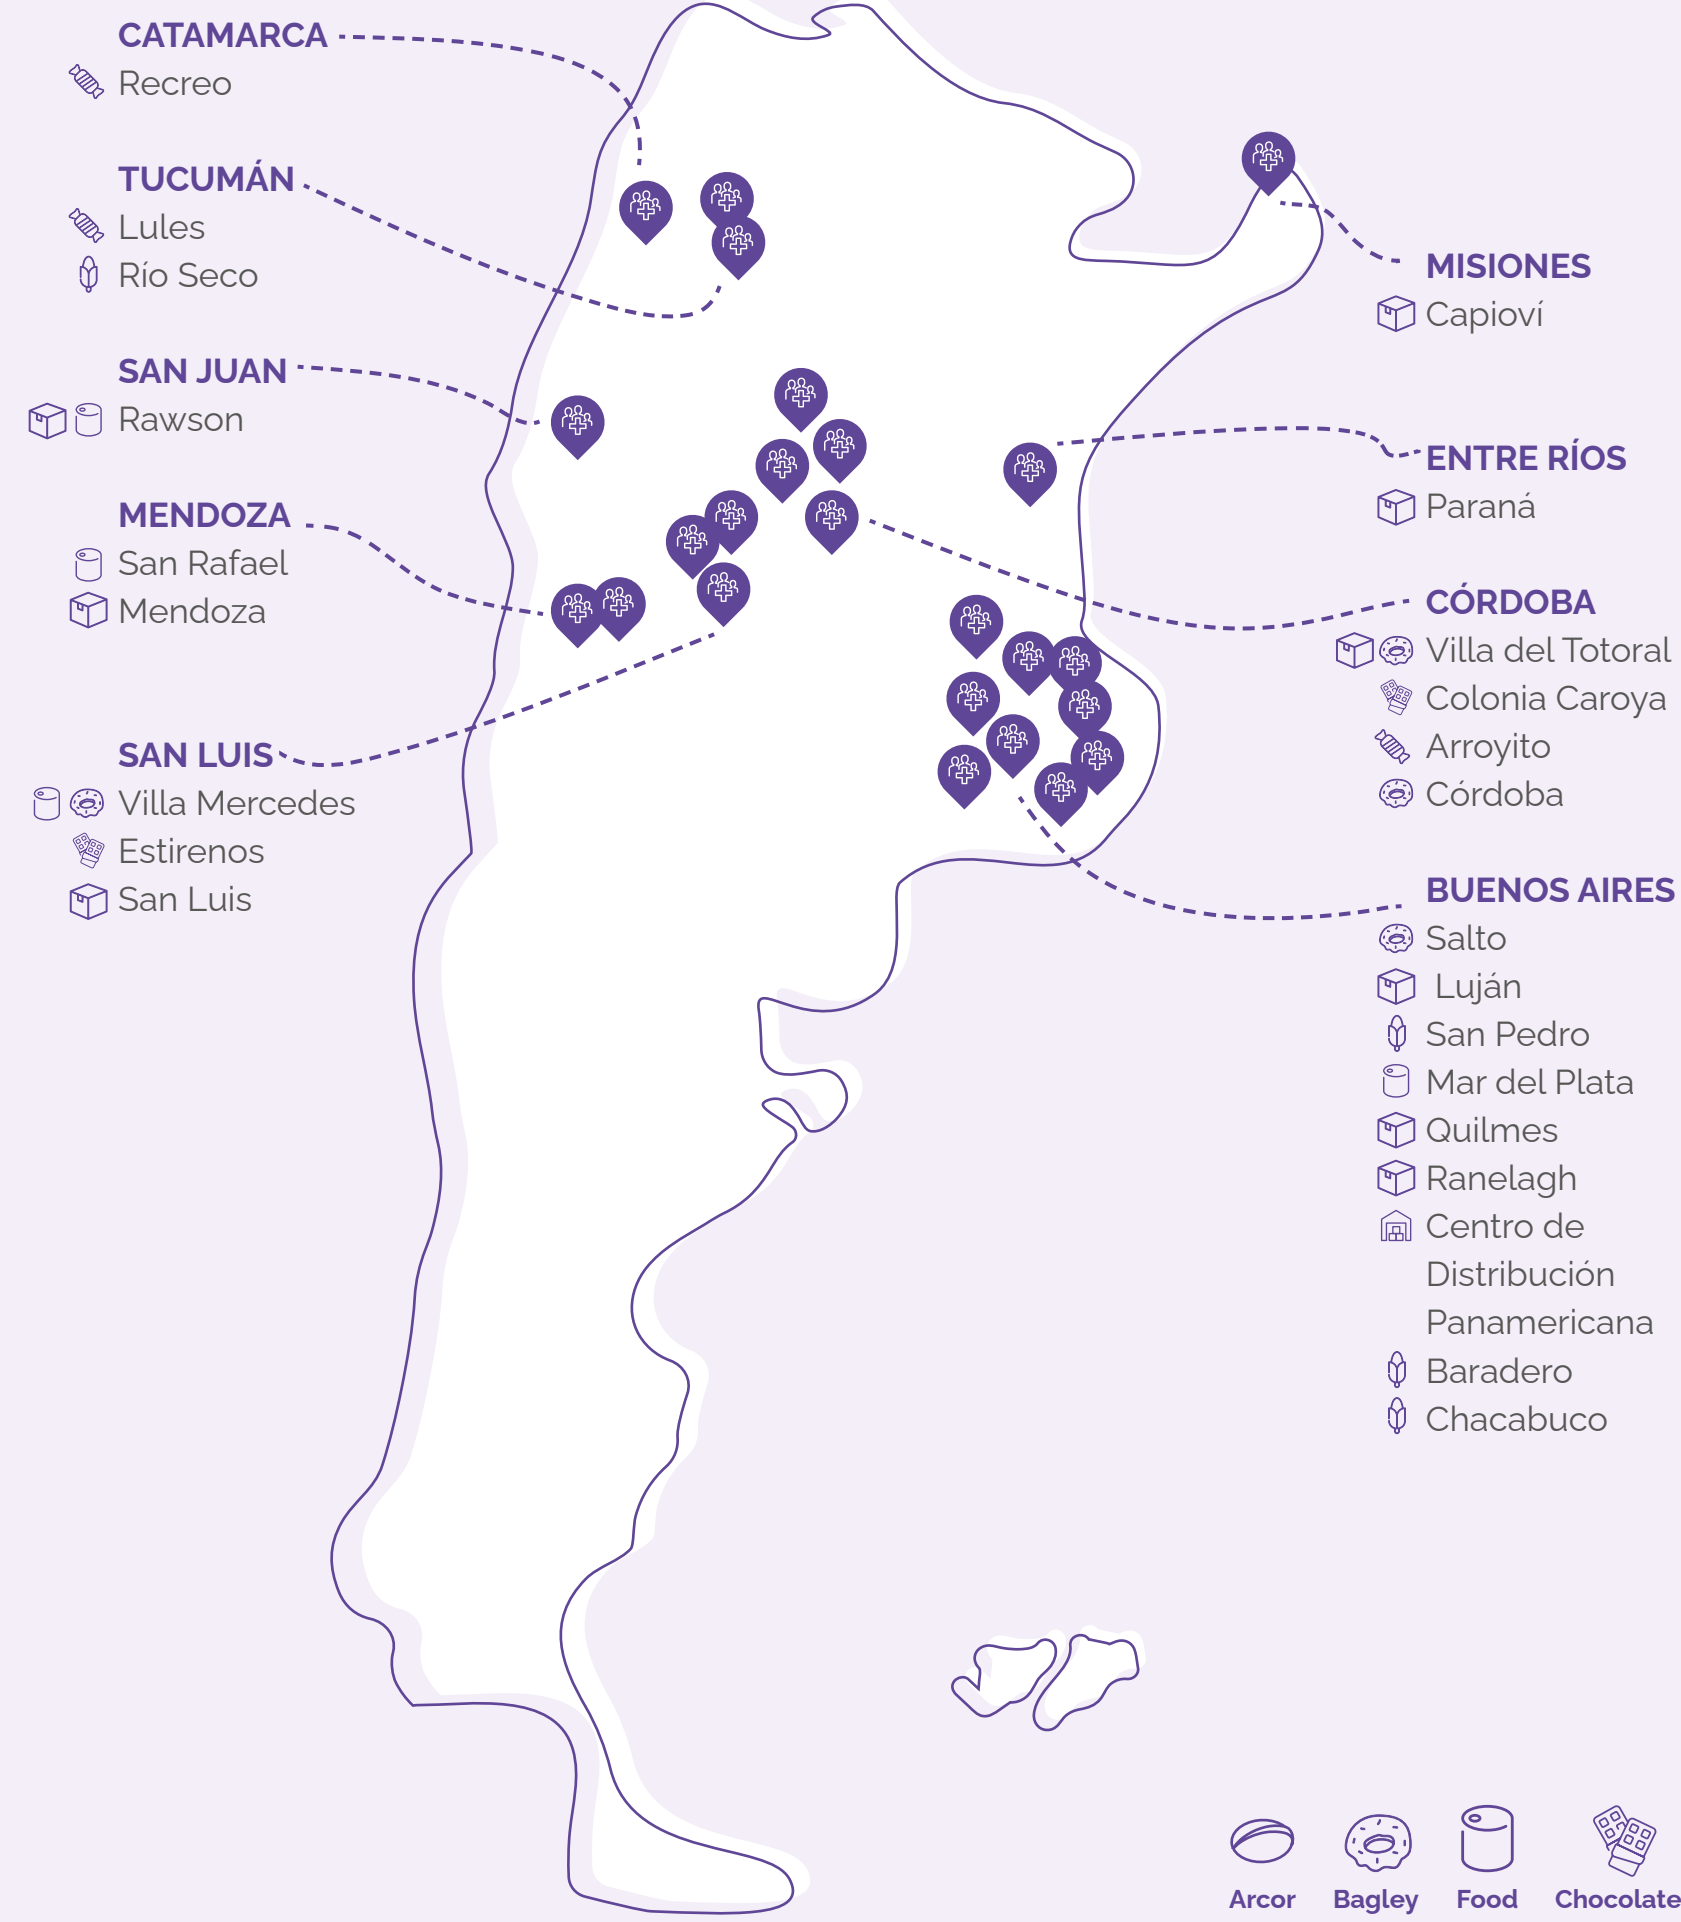 CATAMARCA
Recreo
TUCUMÁN
Lules
Río Seco
SAN JUAN
Rawson
MENDOZA
San Rafael
Mendoza
SAN LUIS
Villa Mercedes
Estirenos
San Luis
MISIONES
Capioví
ENTRE RÍOS
Paraná
CÓRDOBA
Villa del Totoral
Colonia Caroya
Arroyito
Córdoba
BUENOS AIRES
Salto
Luján
San Pedro
Mar del Plata
Quilmes
Ranelagh
Centro de
Distribución
Panamericana
Baradero
Chacabuco
Arcor Bagley Food Chocolate